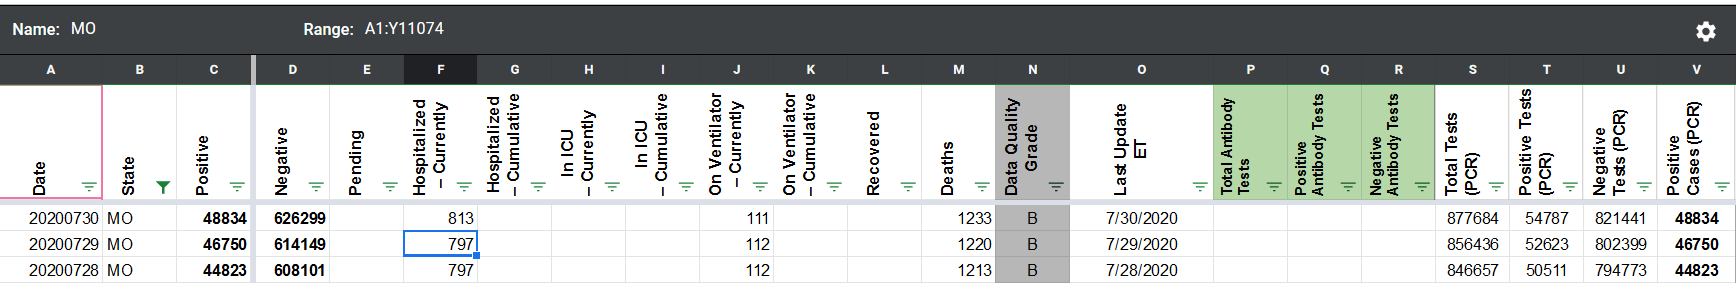 Name: MO Range: A1:Y11074
A B C D E F G H I J K L M N O P Q R S T U V
Date State Positive Negative Pending Hospitalized – Currently Hospitalized – Cumulative In ICU – Currently In ICU – Cumulative On Ventilator – Currently On Ventilator – Cumulative Recovered Deaths Data Quality Grade Last Update ET Total Antibody Tests Positive Antibody Tests Negative Antibody Tests Total Tests (PCR) Positive Tests (PCR) Negative Tests (PCR) Positive Cases (PCR)
20200730 MO 48834 626299 813 111 1233 B 7/30/2020 877684 54787 821441 48834
20200729 MO 46750 614149 797 112 1220 B 7/29/2020 856436 52623 802399 46750
20200728 MO 44823 608101 797 112 1213 B 7/28/2020 846657 50511 794773 44823